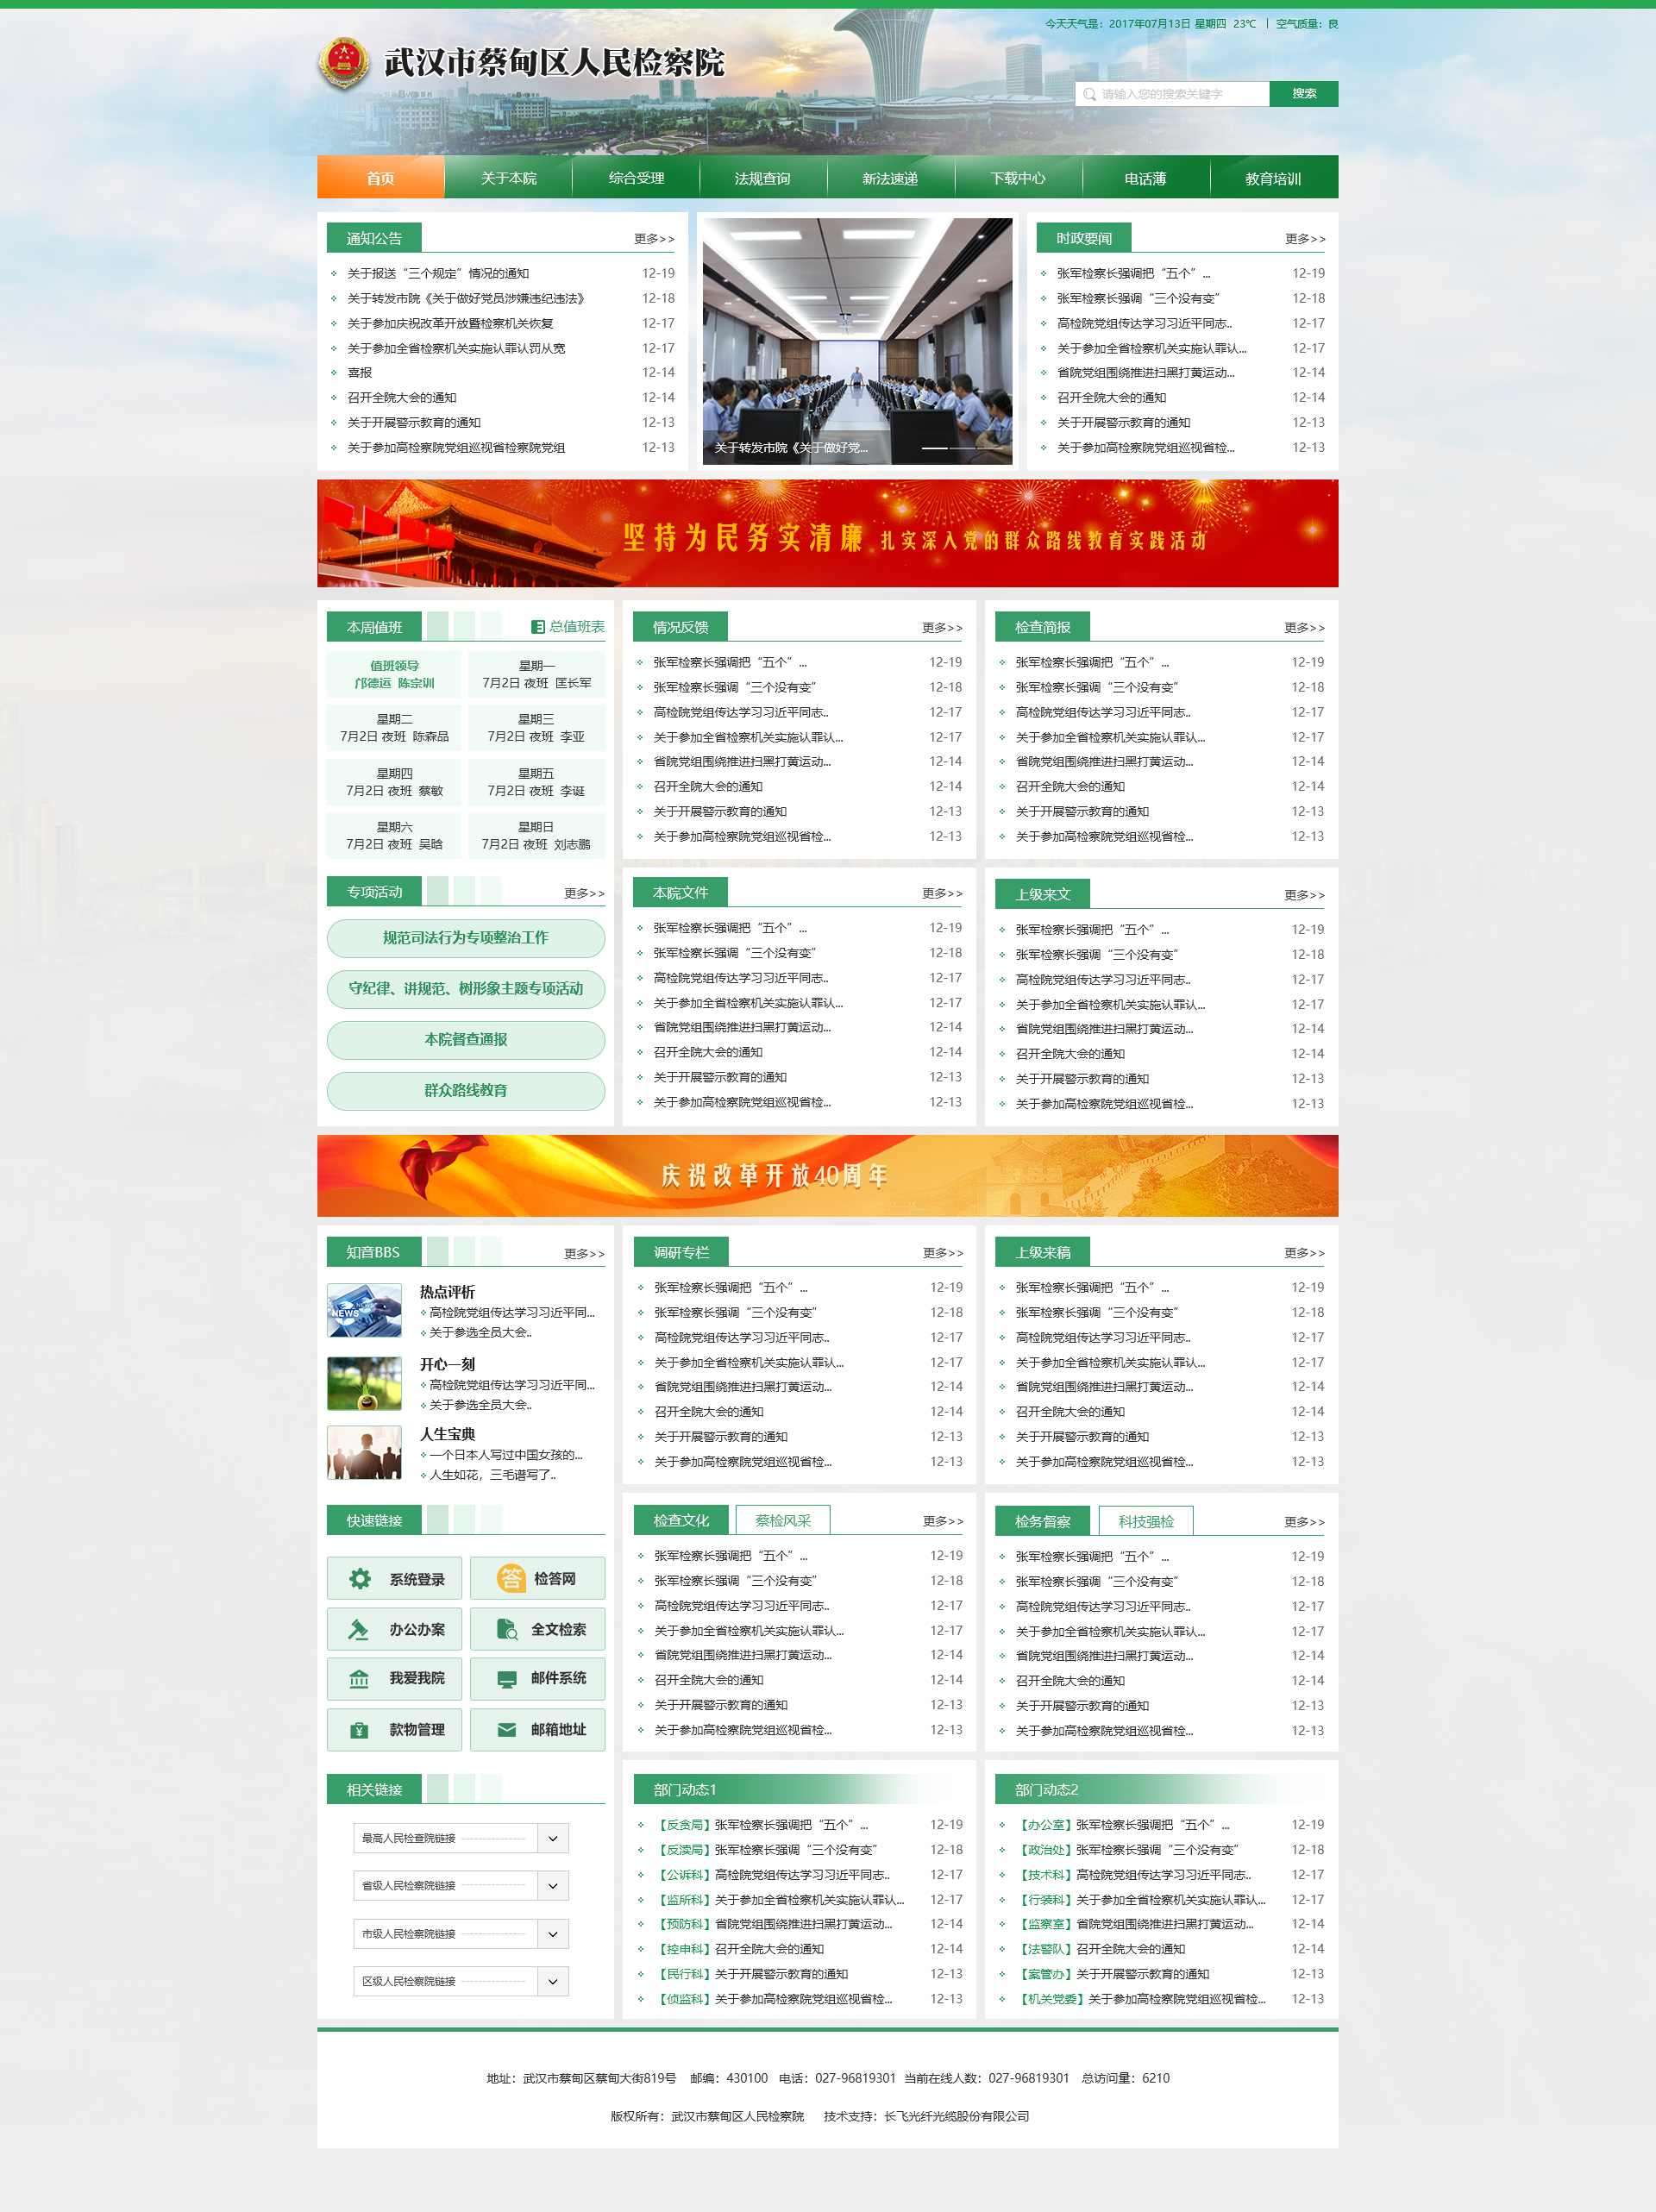 今天天气是：2017年07月13日 星期四 23℃ | 空气质量：良
武汉市蔡甸区人民检察院
请输入您的搜索关键字 搜索
首页 关于本院 综合受理 法规查询 新法速递 下载中心 电话薄 教育培训
通知公告 更多>>
关于报送“三个规定”情况的通知 12-19
关于转发市院《关于做好党员涉嫌违纪违法》 12-18
关于参加庆祝改革开放暨检察机关恢复 12-17
关于参加全省检察机关实施认罪认罚从宽 12-17
喜报 12-14
召开全院大会的通知 12-14
关于开展警示教育的通知 12-13
关于参加高检察院党组巡视省检察院党组 12-13
关于转发市院《关于做好党...
时政要闻 更多>>
张军检察长强调把“五个”... 12-19
张军检察长强调“三个没有变” 12-18
高检院党组传达学习习近平同志.. 12-17
关于参加全省检察机关实施认罪认... 12-17
省院党组围绕推进扫黑打黄运动... 12-14
召开全院大会的通知 12-14
关于开展警示教育的通知 12-13
关于参加高检察院党组巡视省检... 12-13
坚持为民务实清廉 扎实深入党的群众路线教育实践活动
本周值班 总值班表
值班领导
邝德运 陈宗训
星期一
7月2日 夜班 匡长军
星期二
7月2日 夜班 陈森品
星期三
7月2日 夜班 李亚
星期四
7月2日 夜班 蔡敏
星期五
7月2日 夜班 李诞
星期六
7月2日 夜班 吴晗
星期日
7月2日 夜班 刘志鹏
专项活动 更多>>
规范司法行为专项整治工作
守纪律、讲规范、树形象主题专项活动
本院督查通报
群众路线教育
情况反馈 更多>>
张军检察长强调把“五个”... 12-19
张军检察长强调“三个没有变” 12-18
高检院党组传达学习习近平同志.. 12-17
关于参加全省检察机关实施认罪认... 12-17
省院党组围绕推进扫黑打黄运动... 12-14
召开全院大会的通知 12-14
关于开展警示教育的通知 12-13
关于参加高检察院党组巡视省检... 12-13
检查简报 更多>>
张军检察长强调把“五个”... 12-19
张军检察长强调“三个没有变” 12-18
高检院党组传达学习习近平同志.. 12-17
关于参加全省检察机关实施认罪认... 12-17
省院党组围绕推进扫黑打黄运动... 12-14
召开全院大会的通知 12-14
关于开展警示教育的通知 12-13
关于参加高检察院党组巡视省检... 12-13
本院文件 更多>>
张军检察长强调把“五个”... 12-19
张军检察长强调“三个没有变” 12-18
高检院党组传达学习习近平同志.. 12-17
关于参加全省检察机关实施认罪认... 12-17
省院党组围绕推进扫黑打黄运动... 12-14
召开全院大会的通知 12-14
关于开展警示教育的通知 12-13
关于参加高检察院党组巡视省检... 12-13
上级来文 更多>>
张军检察长强调把“五个”... 12-19
张军检察长强调“三个没有变” 12-18
高检院党组传达学习习近平同志.. 12-17
关于参加全省检察机关实施认罪认... 12-17
省院党组围绕推进扫黑打黄运动... 12-14
召开全院大会的通知 12-14
关于开展警示教育的通知 12-13
关于参加高检察院党组巡视省检... 12-13
庆祝改革开放40周年
知音BBS 更多>>
NEWS
热点评析
高检院党组传达学习习近平同...
关于参选全员大会..
开心一刻
高检院党组传达学习习近平同...
关于参选全员大会..
人生宝典
一个日本人写过中国女孩的...
人生如花，三毛谱写了..
快速链接
系统登录 答 检答网
办公办案 全文检索
我爱我院 邮件系统
款物管理 邮箱地址
相关链接
最高人民检查院链接
省级人民检察院链接
市级人民检察院链接
区级人民检察院链接
调研专栏 更多>>
张军检察长强调把“五个”... 12-19
张军检察长强调“三个没有变” 12-18
高检院党组传达学习习近平同志.. 12-17
关于参加全省检察机关实施认罪认... 12-17
省院党组围绕推进扫黑打黄运动... 12-14
召开全院大会的通知 12-14
关于开展警示教育的通知 12-13
关于参加高检察院党组巡视省检... 12-13
上级来稿 更多>>
张军检察长强调把“五个”... 12-19
张军检察长强调“三个没有变” 12-18
高检院党组传达学习习近平同志.. 12-17
关于参加全省检察机关实施认罪认... 12-17
省院党组围绕推进扫黑打黄运动... 12-14
召开全院大会的通知 12-14
关于开展警示教育的通知 12-13
关于参加高检察院党组巡视省检... 12-13
检查文化 蔡检风采 更多>>
张军检察长强调把“五个”... 12-19
张军检察长强调“三个没有变” 12-18
高检院党组传达学习习近平同志.. 12-17
关于参加全省检察机关实施认罪认... 12-17
省院党组围绕推进扫黑打黄运动... 12-14
召开全院大会的通知 12-14
关于开展警示教育的通知 12-13
关于参加高检察院党组巡视省检... 12-13
检务督察 科技强检 更多>>
张军检察长强调把“五个”... 12-19
张军检察长强调“三个没有变” 12-18
高检院党组传达学习习近平同志.. 12-17
关于参加全省检察机关实施认罪认... 12-17
省院党组围绕推进扫黑打黄运动... 12-14
召开全院大会的通知 12-14
关于开展警示教育的通知 12-13
关于参加高检察院党组巡视省检... 12-13
部门动态1
【反贪局】张军检察长强调把“五个”... 12-19
【反渎局】张军检察长强调“三个没有变” 12-18
【公诉科】高检院党组传达学习习近平同志.. 12-17
【监所科】关于参加全省检察机关实施认罪认... 12-17
【预防科】省院党组围绕推进扫黑打黄运动... 12-14
【控申科】召开全院大会的通知 12-14
【民行科】关于开展警示教育的通知 12-13
【侦监科】关于参加高检察院党组巡视省检... 12-13
部门动态2
【办公室】张军检察长强调把“五个”... 12-19
【政治处】张军检察长强调“三个没有变” 12-18
【技术科】高检院党组传达学习习近平同志.. 12-17
【行装科】关于参加全省检察机关实施认罪认... 12-17
【监察室】省院党组围绕推进扫黑打黄运动... 12-14
【法警队】召开全院大会的通知 12-14
【案管办】关于开展警示教育的通知 12-13
【机关党委】关于参加高检察院党组巡视省检... 12-13
地址：武汉市蔡甸区蔡甸大街819号 邮编：430100 电话：027-96819301 当前在线人数：027-96819301 总访问量：6210
版权所有：武汉市蔡甸区人民检察院 技术支持：长飞光纤光缆股份有限公司